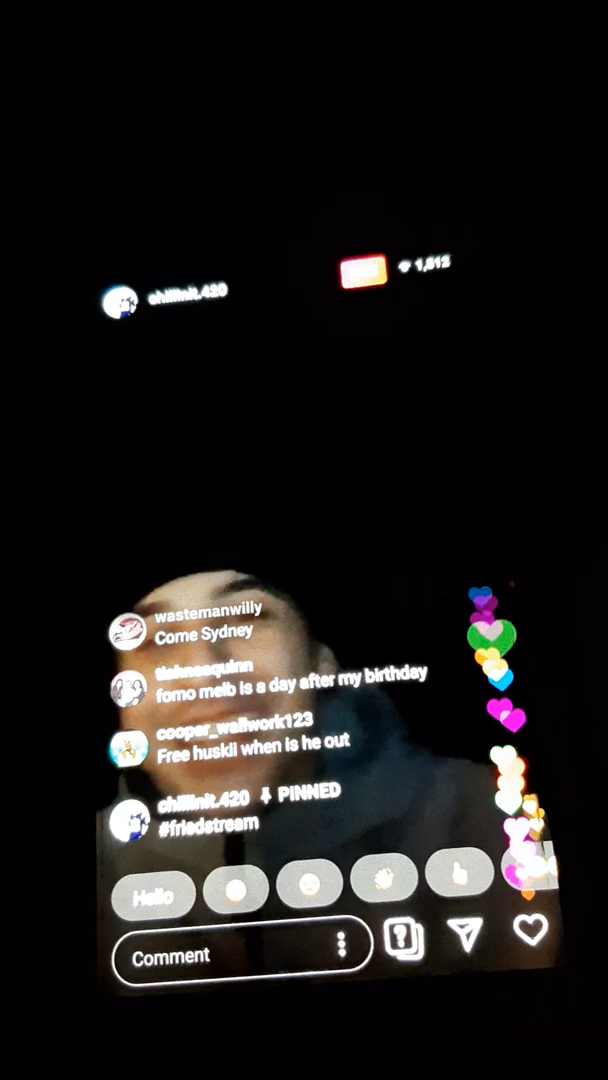 chillinit.420
1,512
wastemanwilly
Come Sydney
fomo melb is a day after my birthday
cooper_wallwork123
Free huskii when is he out
chillinit.420 PINNED
#friedstream
Hello
Comment